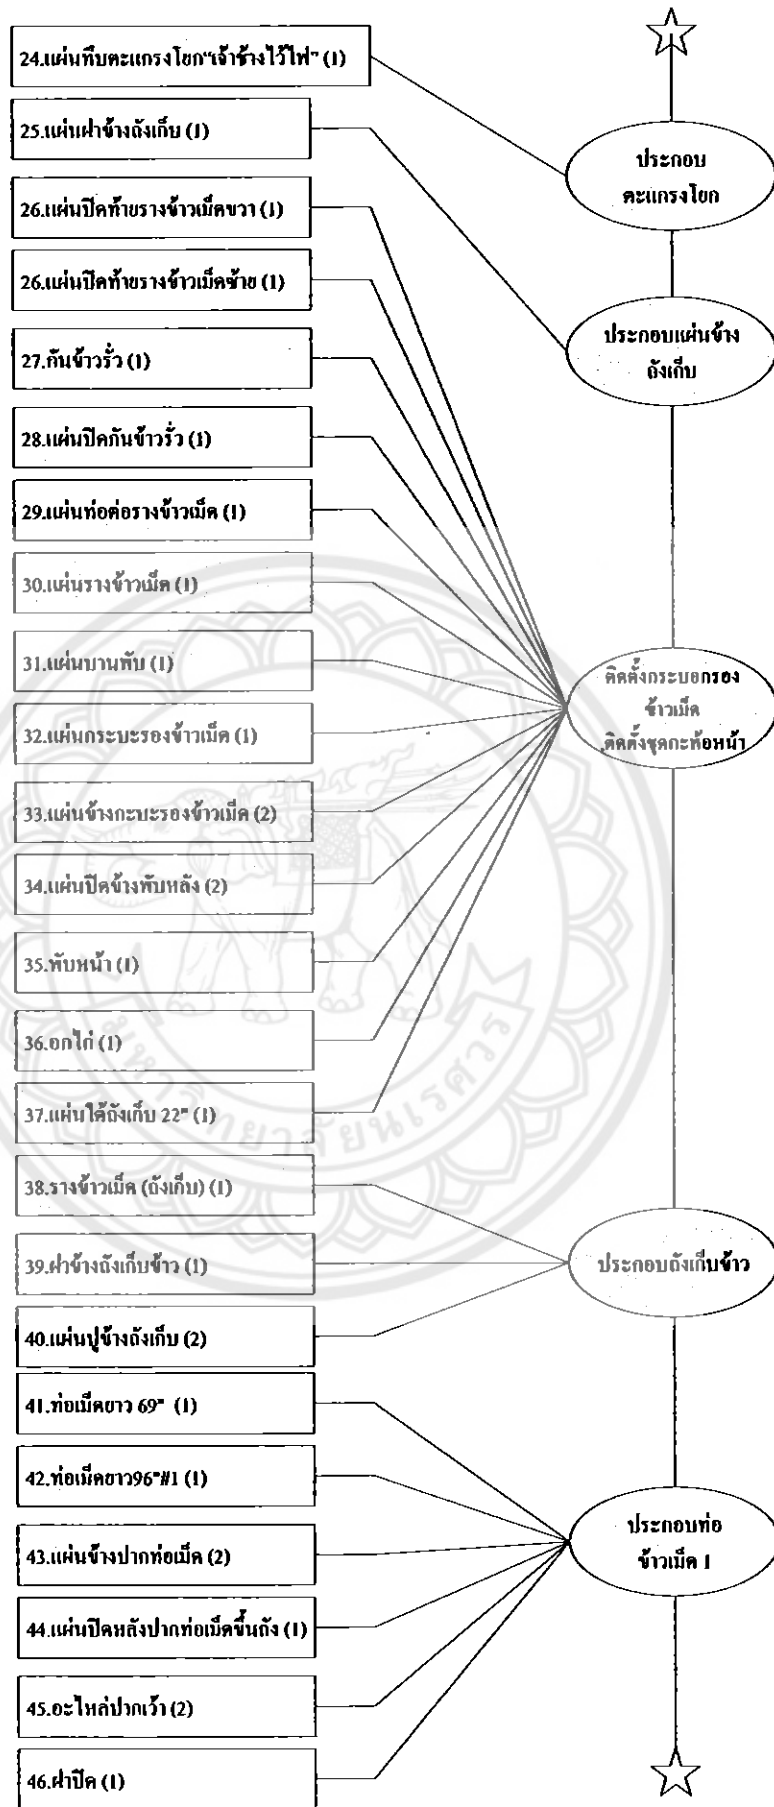 24.แผ่นทึบตะแกรงโยก“เจ้าช้างไว้ไฟ” (1)
25.แผ่นฝาข้างถังเก็บ (1)
26.แผ่นปิดท้ายรางข้าวเม็ดขวา (1)
26.แผ่นปิดท้ายรางข้าวเม็ดซ้าย (1)
27.กันข้าวรั่ว (1)
28.แผ่นปิดกันข้าวรั่ว (1)
29.แผ่นท่อต่อรางข้าวเม็ด (1)
30.แผ่นรางข้าวเม็ด (1)
31.แผ่นบานพับ (1)
32.แผ่นกระบะรองข้าวเม็ด (1)
33.แผ่นข้างกะบะรองข้าวเม็ด (2)
34.แผ่นปิดข้างพับหลัง (2)
35.พับหน้า (1)
36.อกไก่ (1)
37.แผ่นใต้ถังเก็บ 22" (1)
38.รางข้าวเม็ด (ถังเก็บ) (1)
39.ฝาข้างถังเก็บข้าว (1)
40.แผ่นปูข้างถังเก็บ (2)
41.ท่อเม็ดยาว 69" (1)
42.ท่อเม็ดยาว96"#1 (1)
43.แผ่นข้างปากท่อเม็ด (2)
44.แผ่นปิดหลังปากท่อเม็ดขึ้นถัง (1)
45.อะไหล่ปากเว้า (2)
46.ฝาปิด (1)
ประกอบ
ตะแกรงโยก
ประกอบแผ่นข้าง
ถังเก็บ
ติดตั้งกระบอกรอง
ข้าวเม็ด
ติดตั้งชุดกะพ้อหน้า
ประกอบถังเก็บข้าว
ประกอบท่อ
ข้าวเม็ด 1
มหาวิทยาลัยนเรศวร